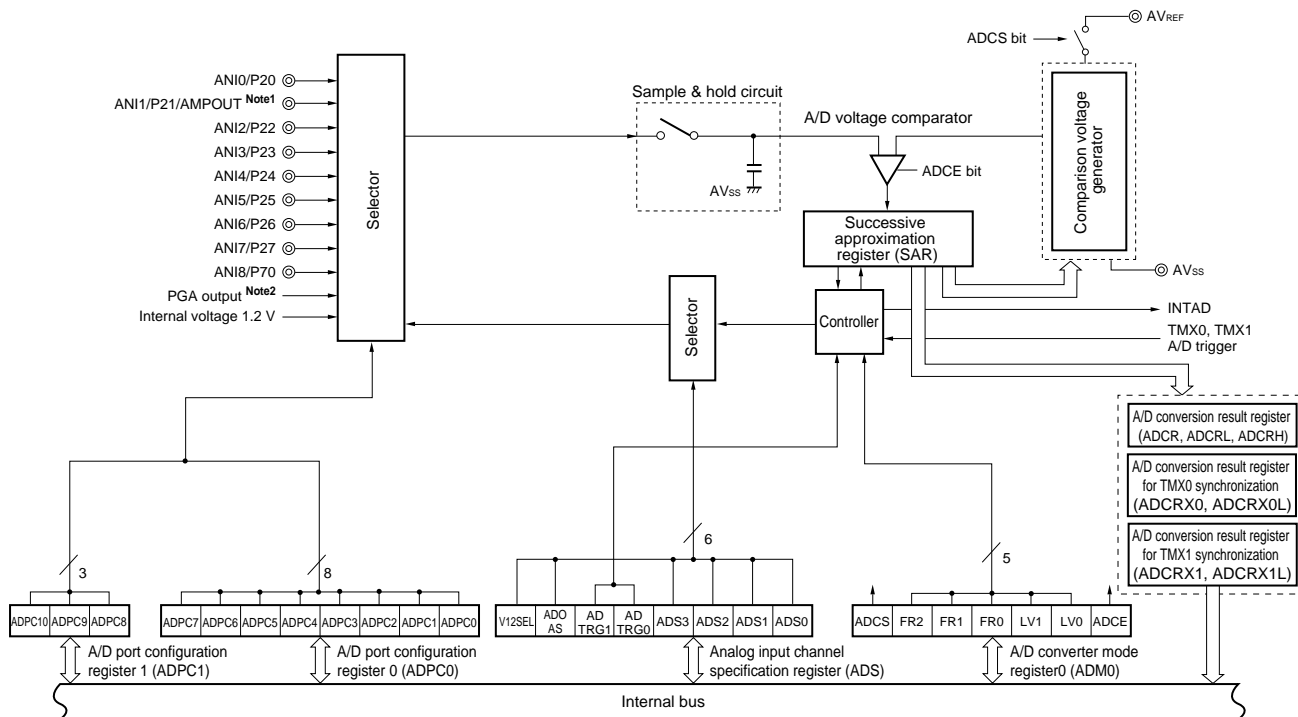 AVREF
ADCS bit
ANI0/P20
ANI1/P21/AMPOUT Note1
ANI2/P22
ANI3/P23
ANI4/P24
ANI5/P25
ANI6/P26
ANI7/P27
ANI8/P70
PGA output Note2
Internal voltage 1.2 V
Selector
Sample & hold circuit
AVSS
A/D voltage comparator
ADCE bit
Comparison voltage
generator
AVSS
Successive
approximation
register (SAR)
Selector
Controller
INTAD
TMX0, TMX1
A/D trigger
A/D conversion result register
(ADCR, ADCRL, ADCRH)
A/D conversion result register
for TMX0 synchronization
(ADCRX0, ADCRX0L)
A/D conversion result register
for TMX1 synchronization
(ADCRX1, ADCRX1L)
3
8
6
5
ADPC10 ADPC9 ADPC8
ADPC7 ADPC6 ADPC5 ADPC4 ADPC3 ADPC2 ADPC1 ADPC0
V12SEL ADO AS AD TRG1 AD TRG0 ADS3 ADS2 ADS1 ADS0
ADCS FR2 FR1 FR0 LV1 LV0 ADCE
A/D port configuration
register 1 (ADPC1)
A/D port configuration
register 0 (ADPC0)
Analog input channel
specification register (ADS)
A/D converter mode
register0 (ADM0)
Internal bus